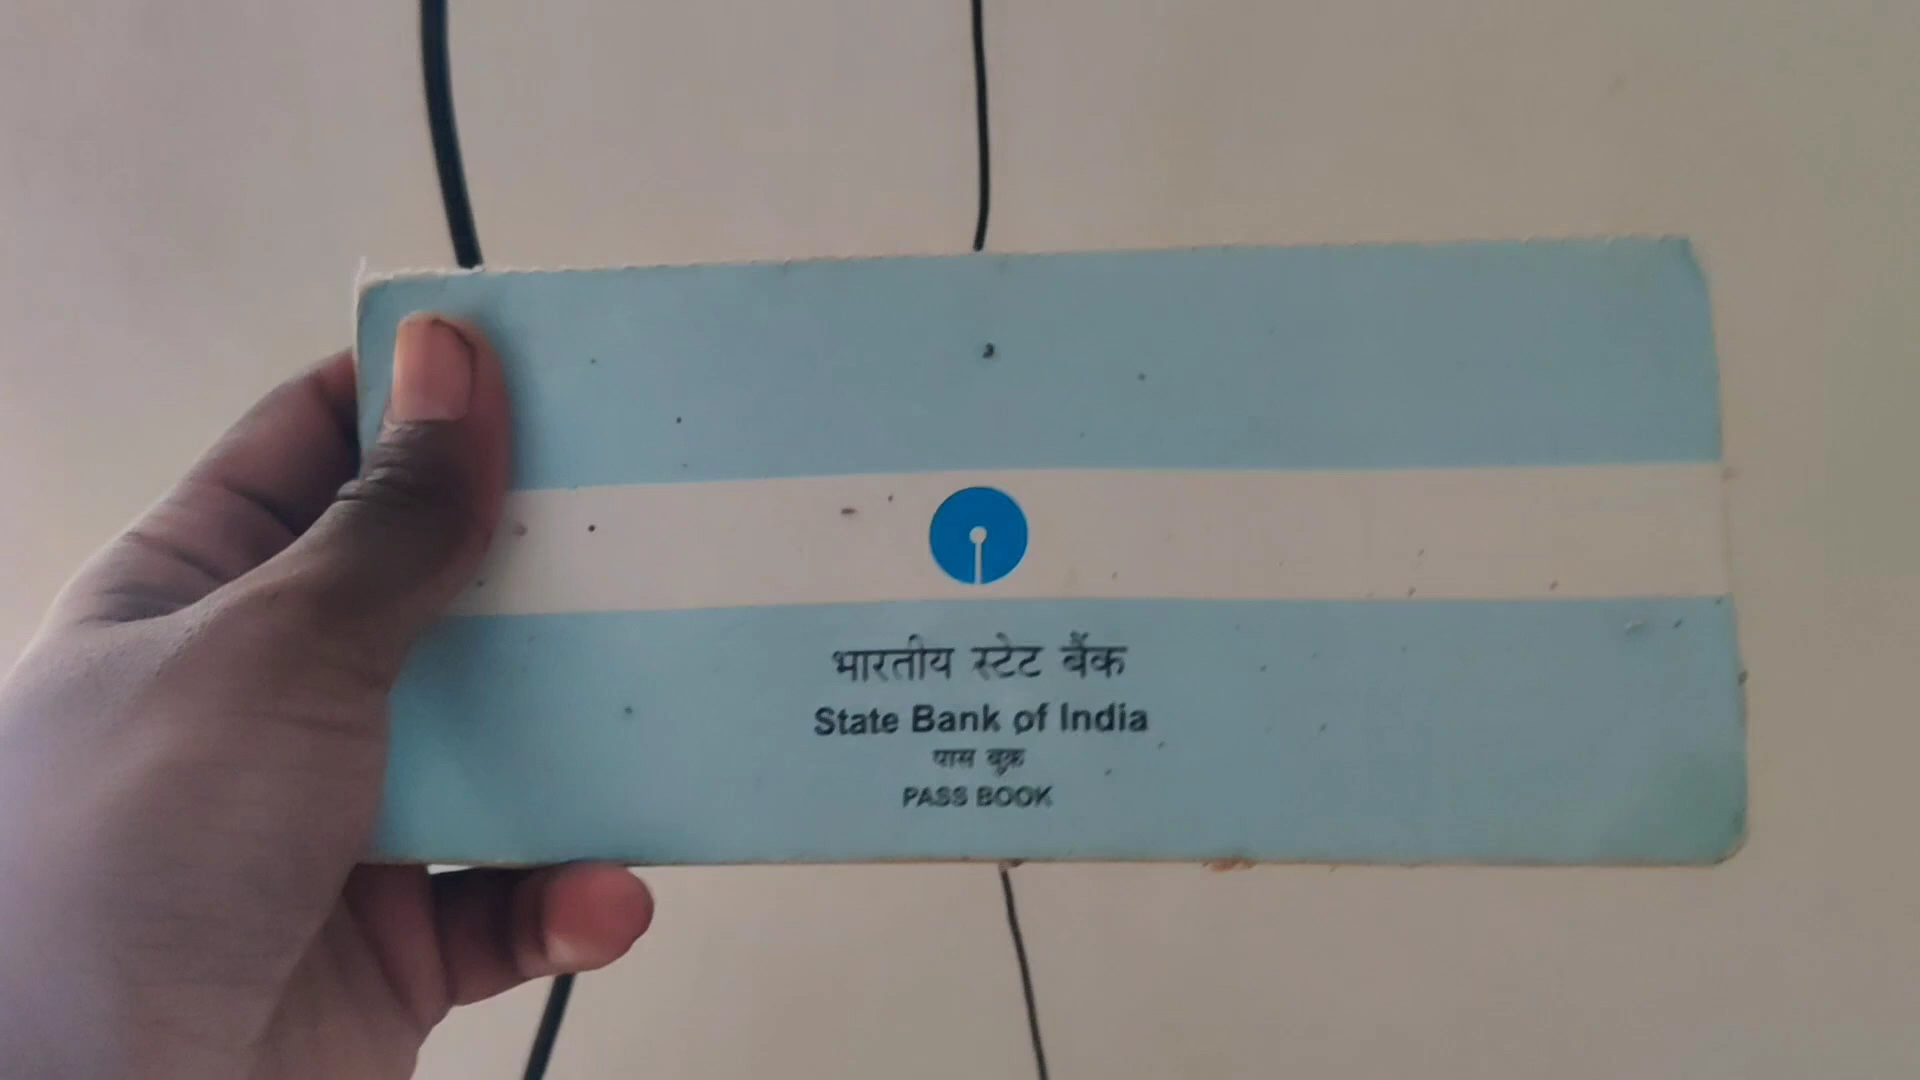 भारतीय स्टेट बैंक
State Bank of India
पास बुक
PASS BOOK